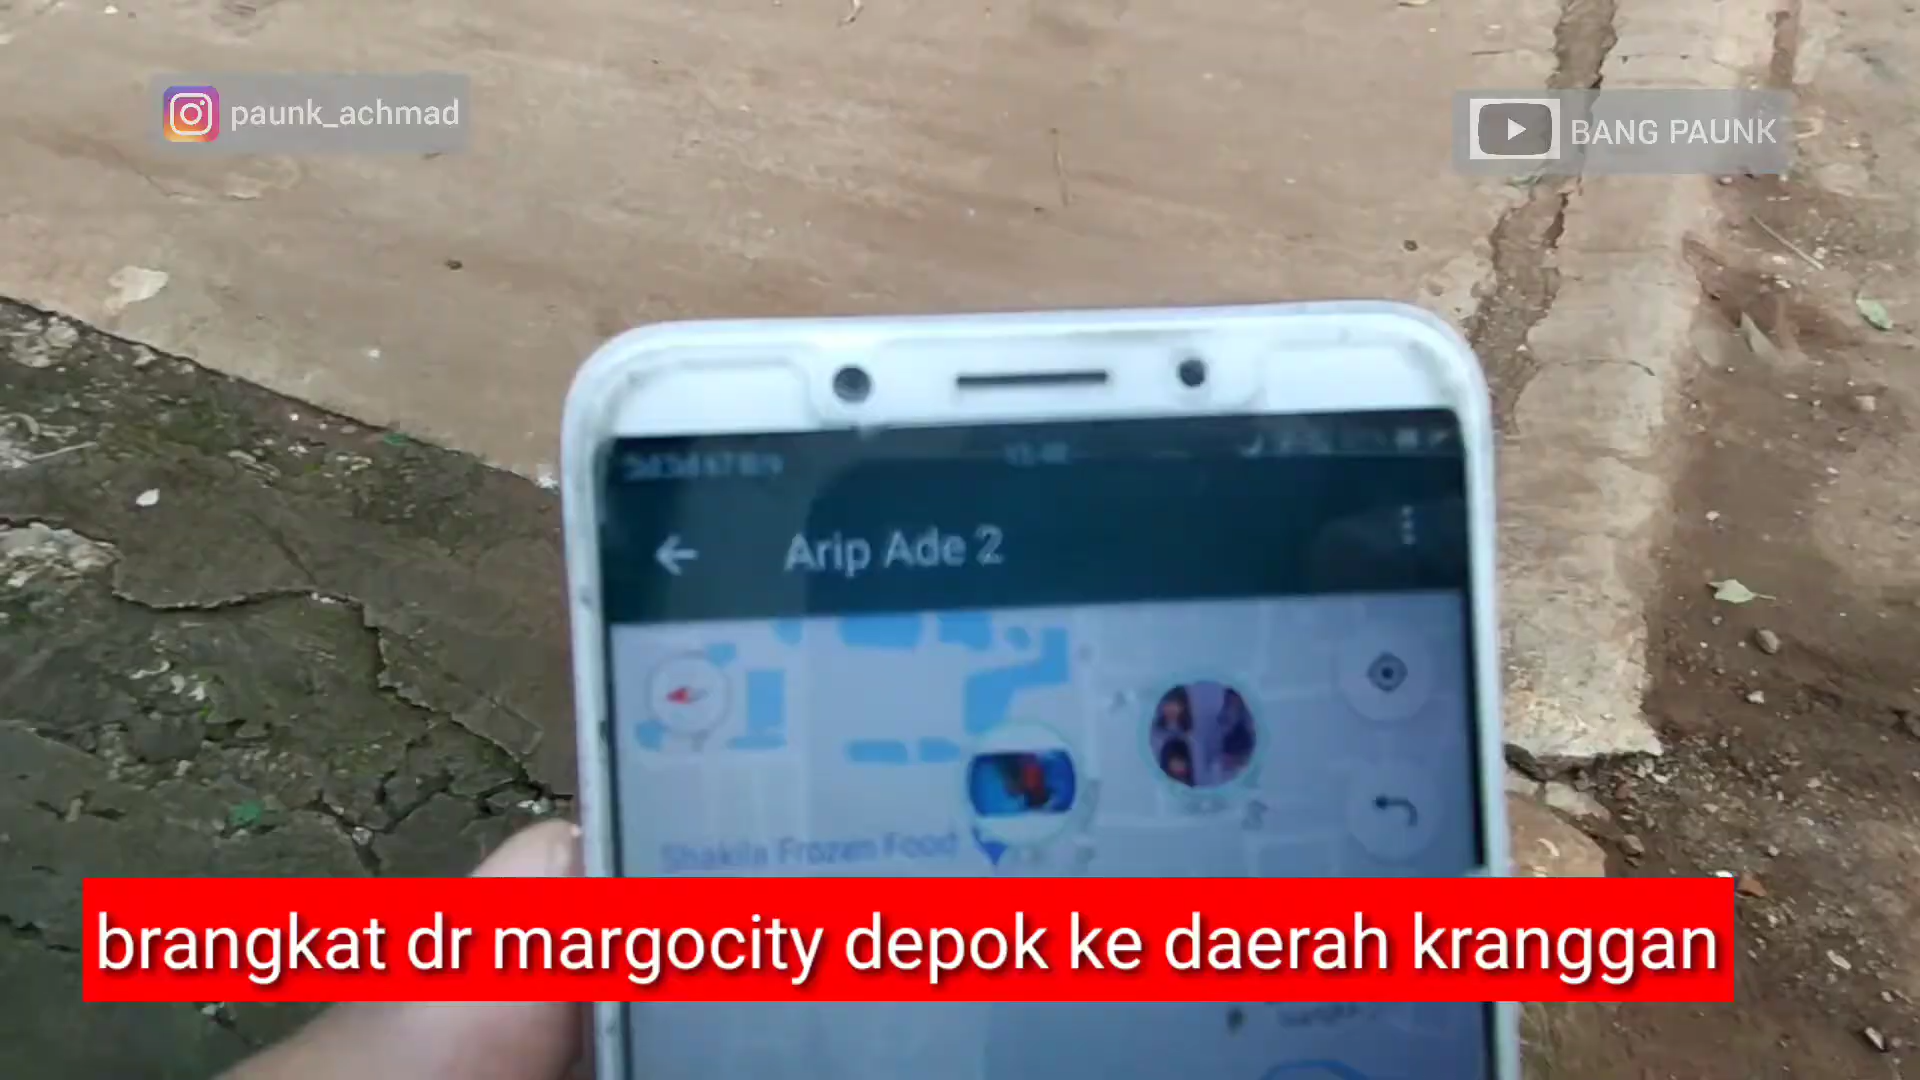 paunk_achmad
BANG PAUNK
Arip Ade 2
Shakila Frozen Food
brangkat dr margocity depok ke daerah kranggan